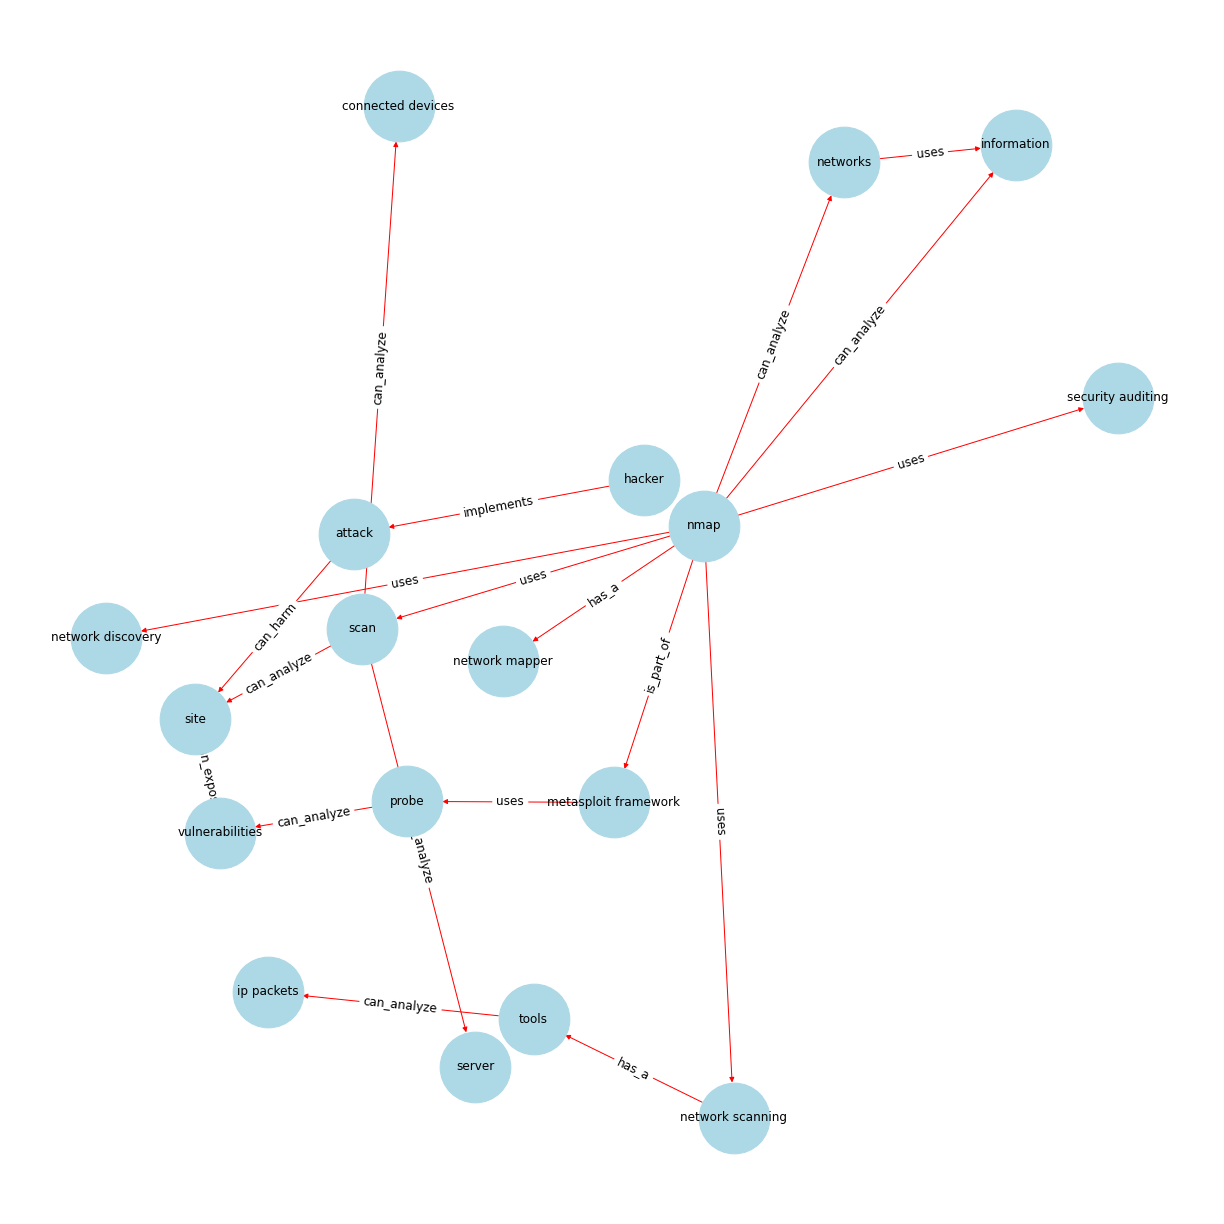 connected devices
networks
uses
information
can_analyze
can_analyze
can_analyze
security auditing
uses
hacker
implements
nmap
attack
uses
uses
has_a
can_harm
scan
network discovery
network mapper
is_part_of
can_analyze
site
n_expos
probe
uses
metasploit framework
can_analyze
vulnerabilities
uses
analyze
ip packets
can_analyze
tools
server
has_a
network scanning